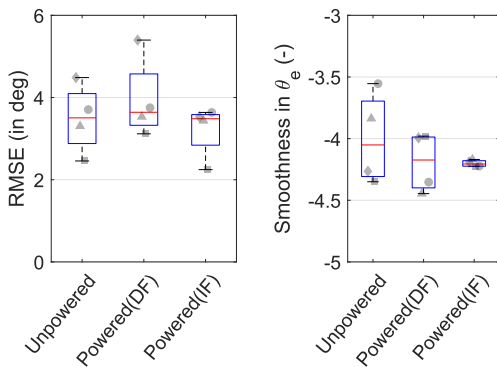 RMSE (in deg)
6
4
2
0
Unpowered
Powered(DF)
Powered(IF)
Smoothness in θe (-)
-3
-3.5
-4
-4.5
-5
Unpowered
Powered(DF)
Powered(IF)